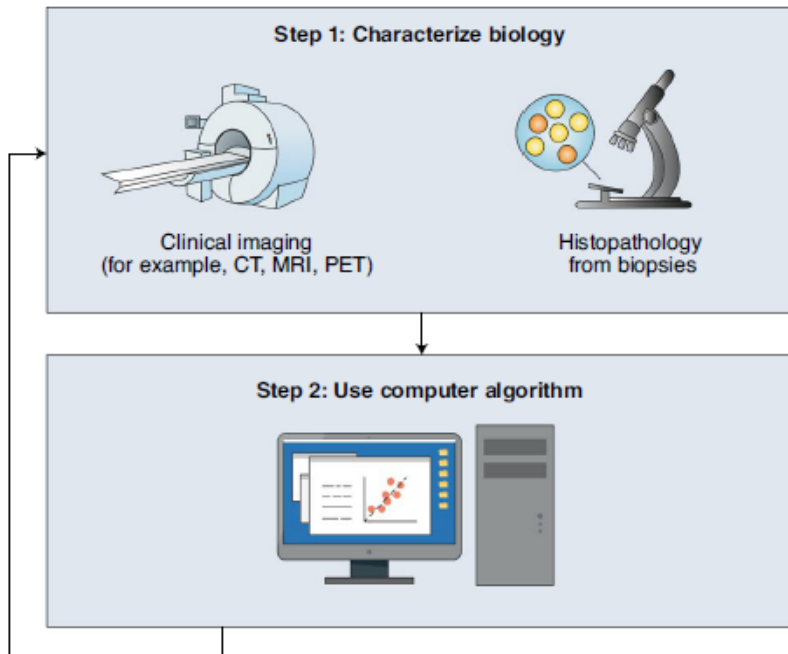 Step 1: Characterize biology
Clinical imaging
(for example, CT, MRI, PET)
Histopathology
from biopsies
Step 2: Use computer algorithm